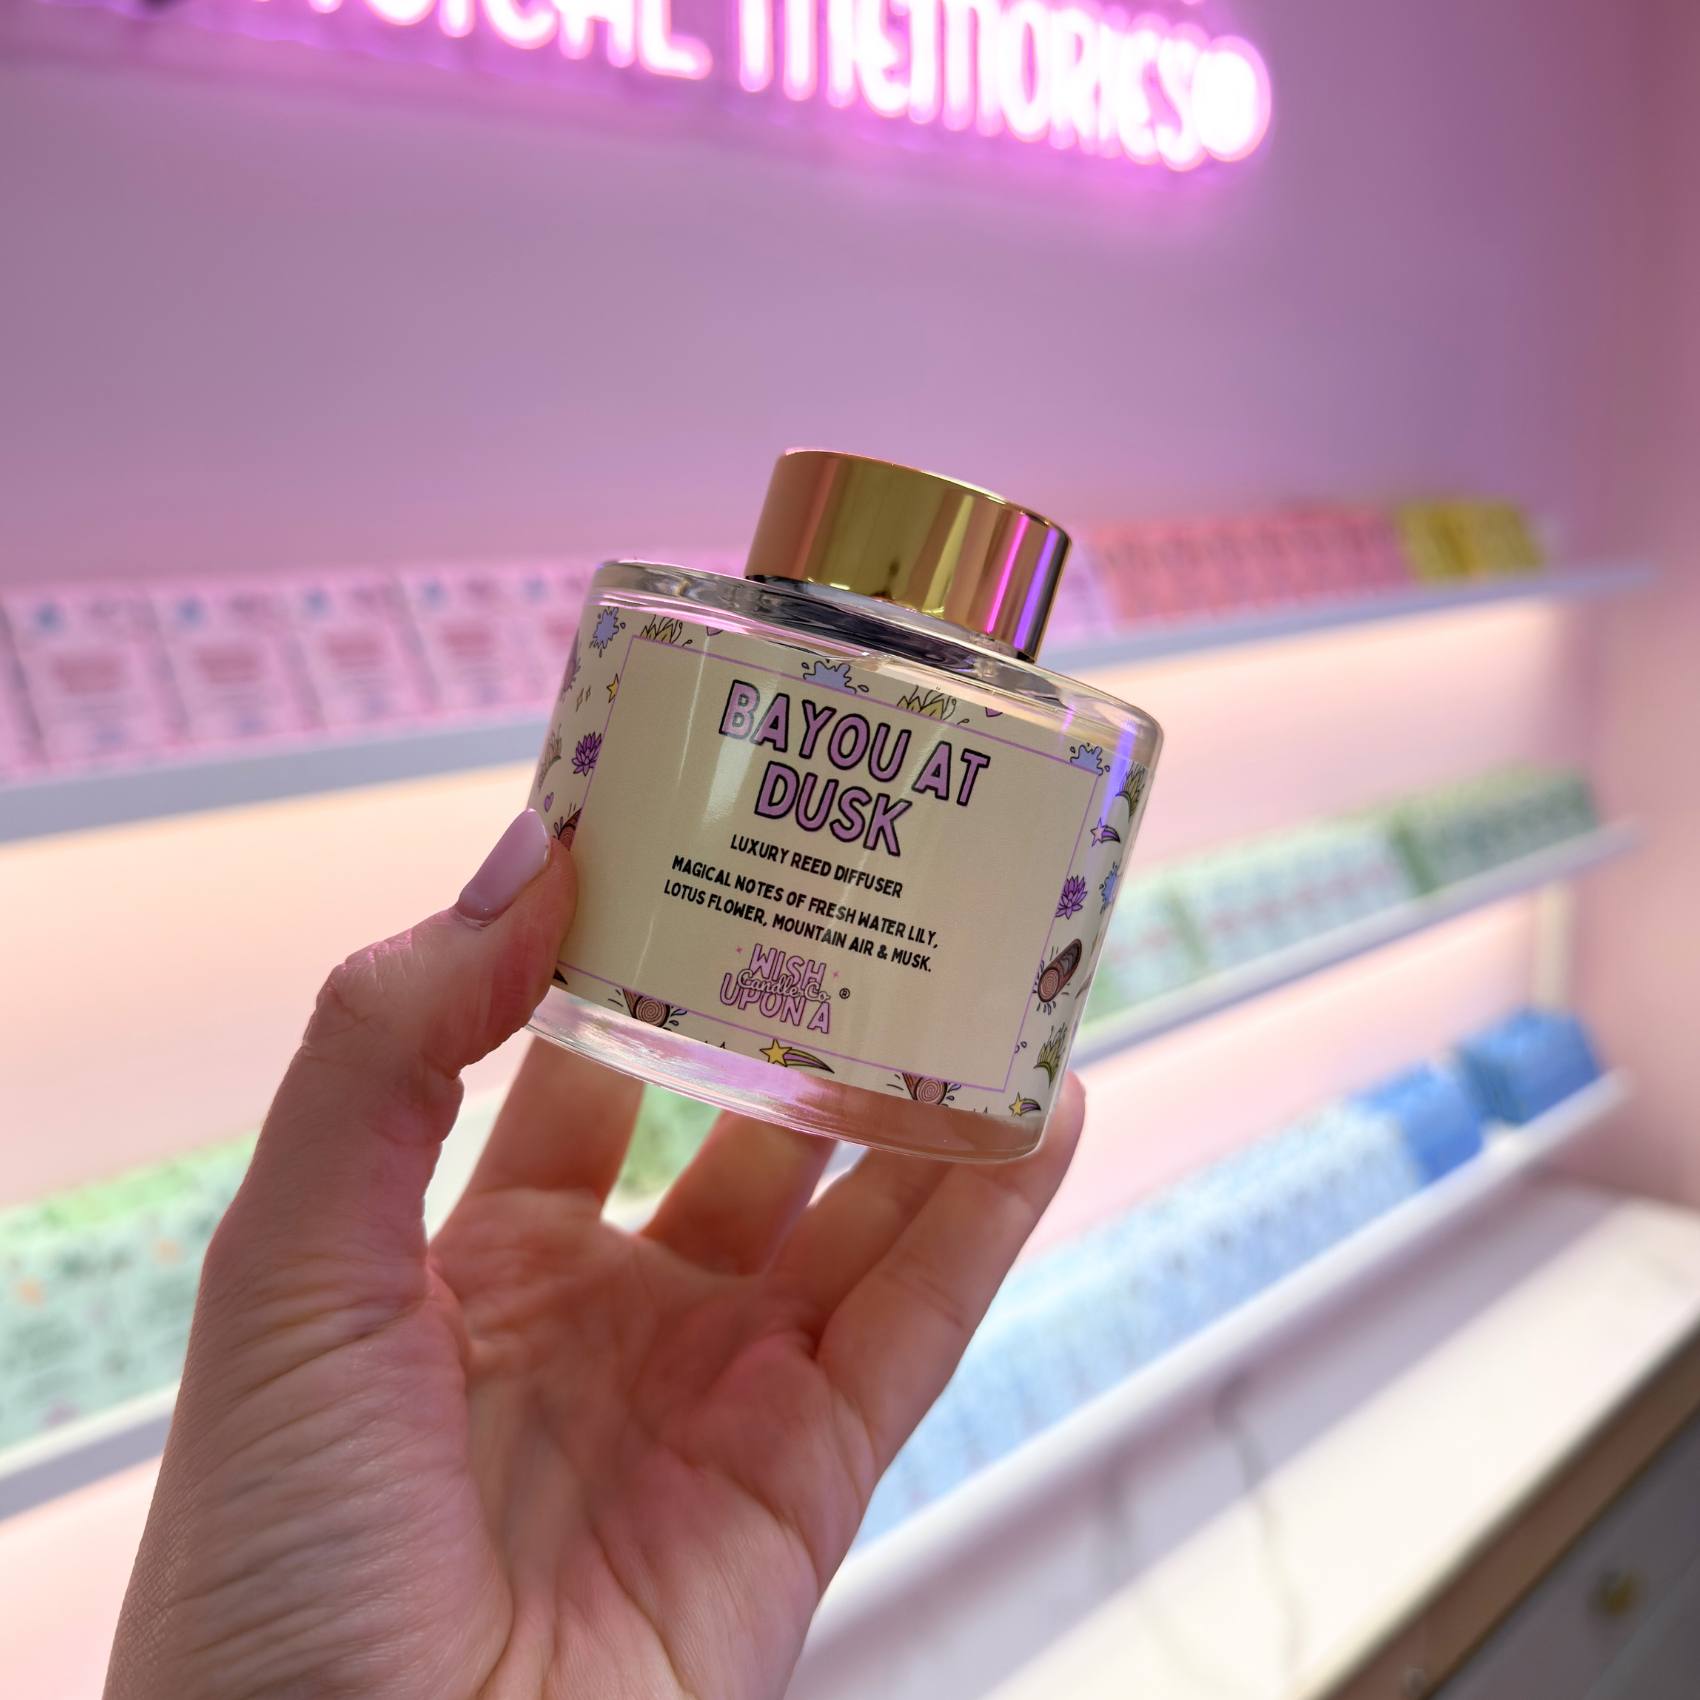 MEMORIES®
BAYOU AT
DUSK
LUXURY REED DIFFUSER
MAGICAL NOTES OF FRESH WATER LILY,
LOTUS FLOWER, MOUNTAIN AIR & MUSK.
WISH
Candle Co ®
UPON A